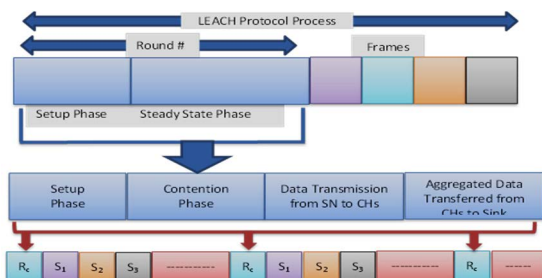 LEACH Protocol Process
Round #
Frames
Setup Phase Steady State Phase
Setup
Phase
Contention
Phase
Data Transmission
from SN to CHs
Aggregated Data
Transferred from
CHs to Sink
Rc S1 S2 S3 ---------- Rc S1 S2 S3 ---------- Rc -----